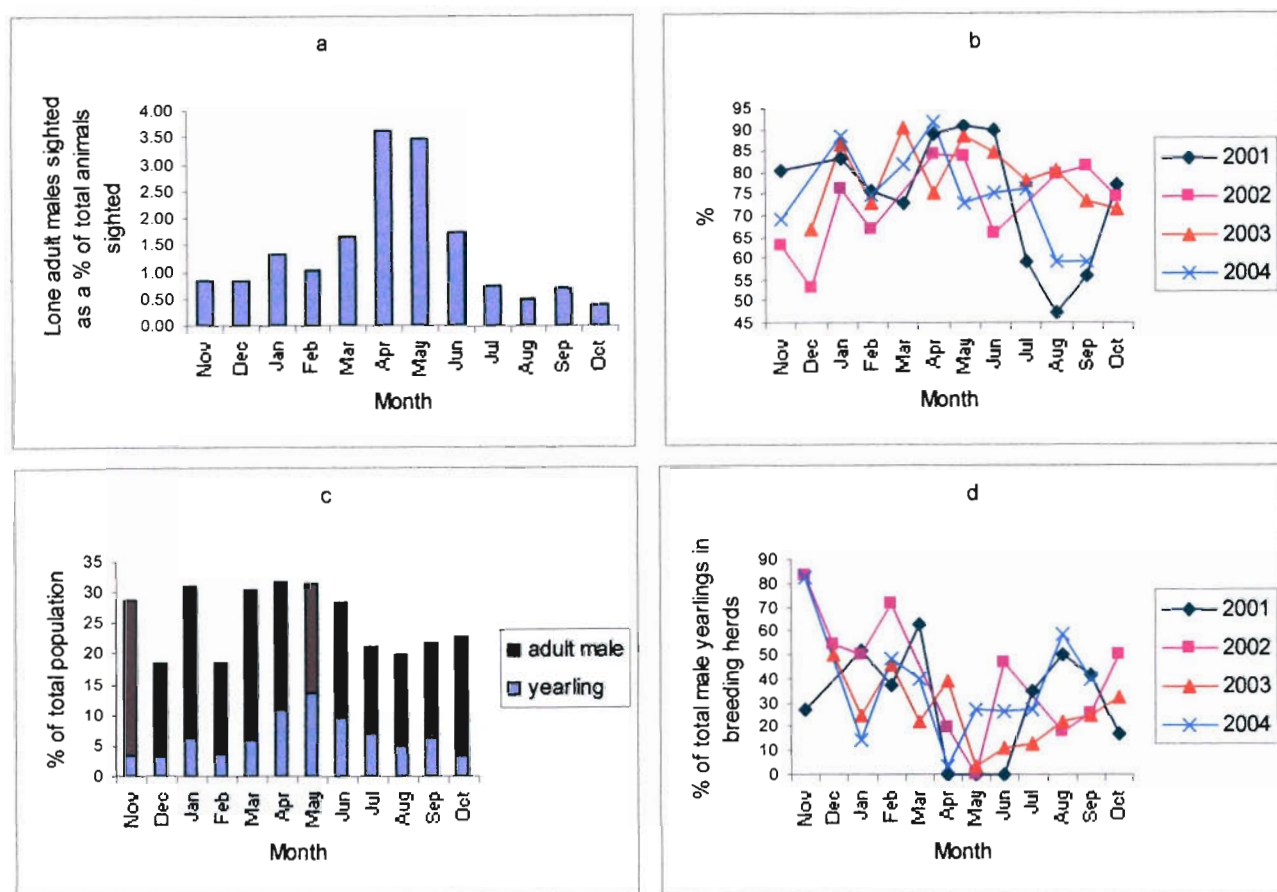 a
Lone adult males sighted
as a % of total animals
sighted
4.00
3.50
3.00
2.50
2.00
1.50
1.00
0.50
0.00
Nov
Dec
Jan
Feb
Mar
Apr
May
Jun
Jul
Aug
Sep
Oct
Month
b
%
95
90
85
80
75
70
65
60
55
50
45
Nov
Dec
Jan
Feb
Mar
Apr
May
Jun
Jul
Aug
Sep
Oct
Month
2001
2002
2003
2004
c
% of total population
35
30
25
20
15
10
5
0
Nov
Dec
Jan
Feb
Mar
Apr
May
Jun
Jul
Aug
Sep
Oct
Month
adult male
yearling
d
% of total male yearlings in
breeding herds
90
80
70
60
50
40
30
20
10
0
Nov
Dec
Jan
Feb
Mar
Apr
May
Jun
Jul
Aug
Sep
Oct
Month
2001
2002
2003
2004